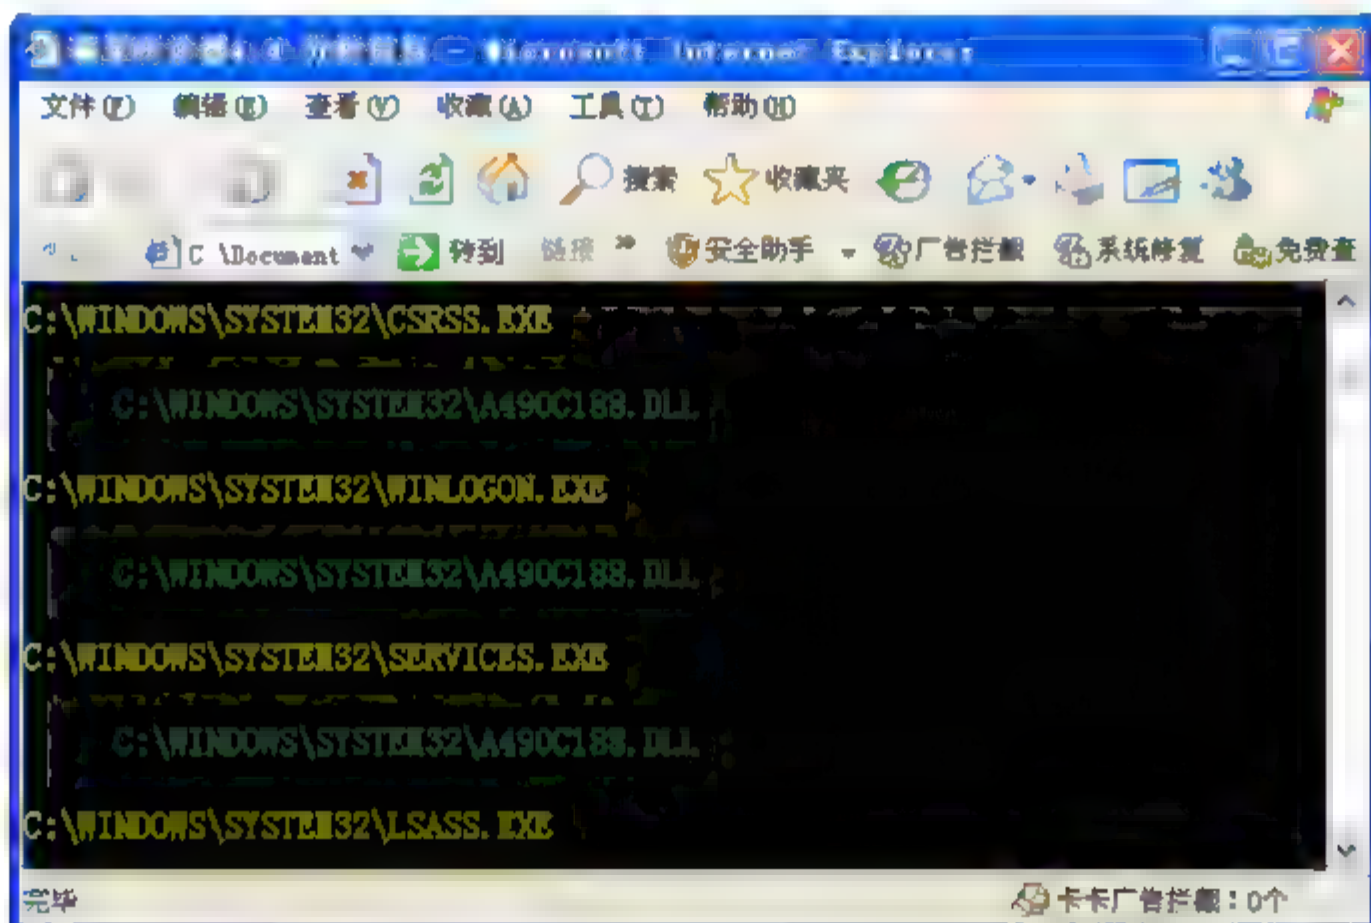 Microsoft Internet Explorer
文件(F) 编辑(E) 查看(V) 收藏(A) 工具(T) 帮助(H)
搜索 收藏夹
C \Document 转到 链接 » 安全助手 广告拦截 系统修复 免费查
C:\WINDOWS\SYSTEM32\CSRSS.EXE
C:\WINDOWS\SYSTEM32\A490C188.DLL
C:\WINDOWS\SYSTEM32\WINLOGON.EXE
C:\WINDOWS\SYSTEM32\A490C188.DLL
C:\WINDOWS\SYSTEM32\SERVICES.EXE
C:\WINDOWS\SYSTEM32\A490C188.DLL
C:\WINDOWS\SYSTEM32\LSASS.EXE
完毕 卡卡广告拦截:0个